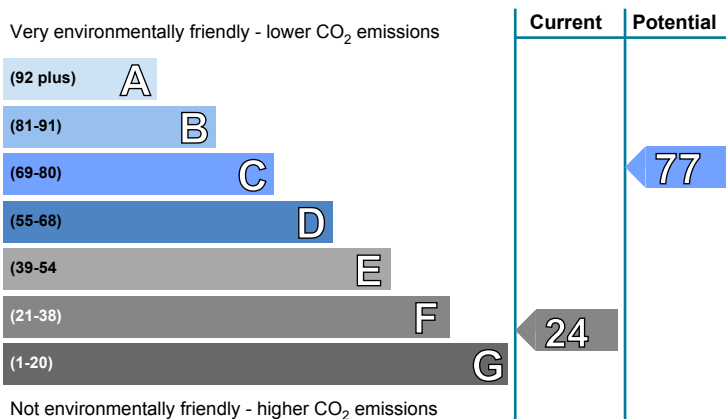 Very environmentally friendly - lower CO2 emissions
Current
Potential
(92 plus) A
(81-91) B
(69-80) C
77
(55-68) D
(39-54 E
(21-38) F
24
(1-20) G
Not environmentally friendly - higher CO2 emissions